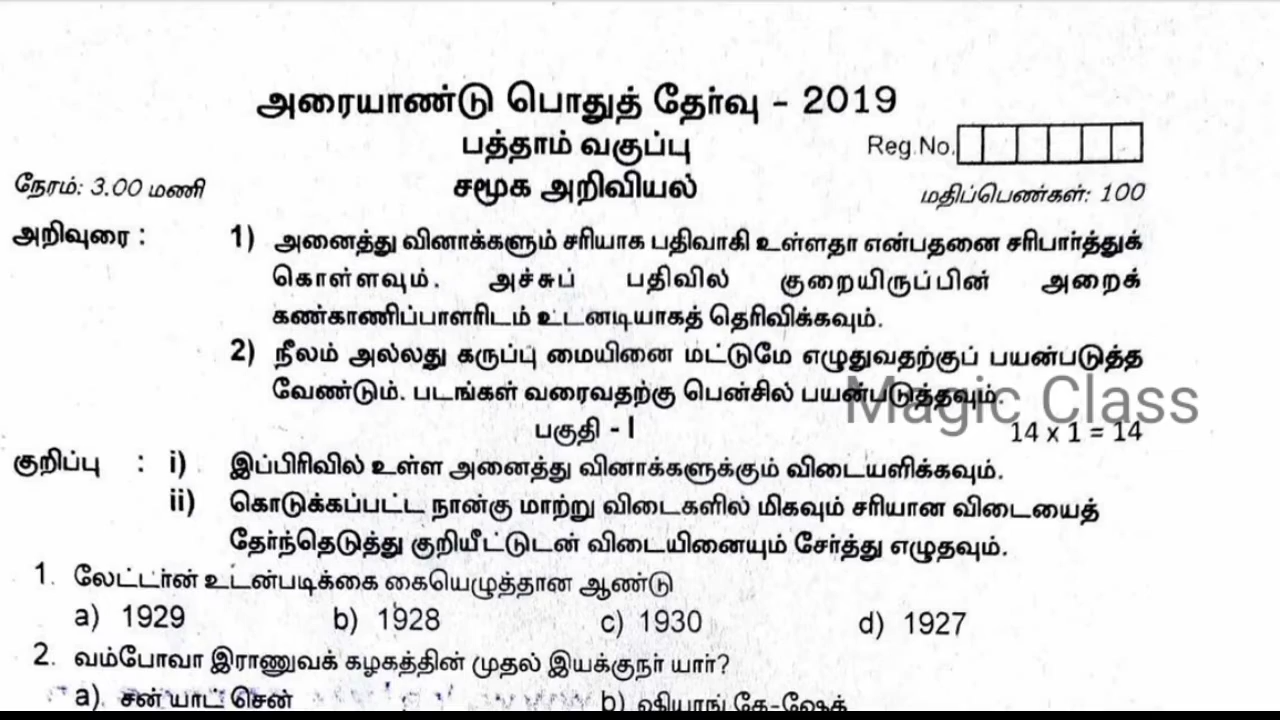 அரையாண்டு பொதுத் தேர்வு - 2019
பத்தாம் வகுப்பு
Reg.No.
நேரம்: 3.00 மணி
சமூக அறிவியல்
மதிப்பெண்கள்: 100
அறிவுரை : 1) அனைத்து வினாக்களும் சரியாக பதிவாகி உள்ளதா என்பதனை சரிபார்த்துக்
கொள்ளவும். அச்சுப் பதிவில் குறையிருப்பின் அறைக்
கண்காணிப்பாளரிடம் உடனடியாகத் தெரிவிக்கவும்.
2) நீலம் அல்லது கருப்பு மையினை மட்டுமே எழுதுவதற்குப் பயன்படுத்த
வேண்டும். படங்கள் வரைவதற்கு பென்சில் பயன்படுத்தவும்.
Magic Class
பகுதி - I
14 x 1 = 14
குறிப்பு : i) இப்பிரிவில் உள்ள அனைத்து வினாக்களுக்கும் விடையளிக்கவும்.
ii) கொடுக்கப்பட்ட நான்கு மாற்று விடைகளில் மிகவும் சரியான விடையைத்
தேர்ந்தெடுத்து குறியீட்டுடன் விடையினையும் சேர்த்து எழுதவும்.
1. லேட்டரன் உடன்படிக்கை கையெழுத்தான ஆண்டு
a) 1929 b) 1928 c) 1930 d) 1927
2. வம்போவா இராணுவக் கழகத்தின் முதல் இயக்குநர் யார்?
a) சன் யாட் சென் b) ஷியாங் கே-ஷேக்